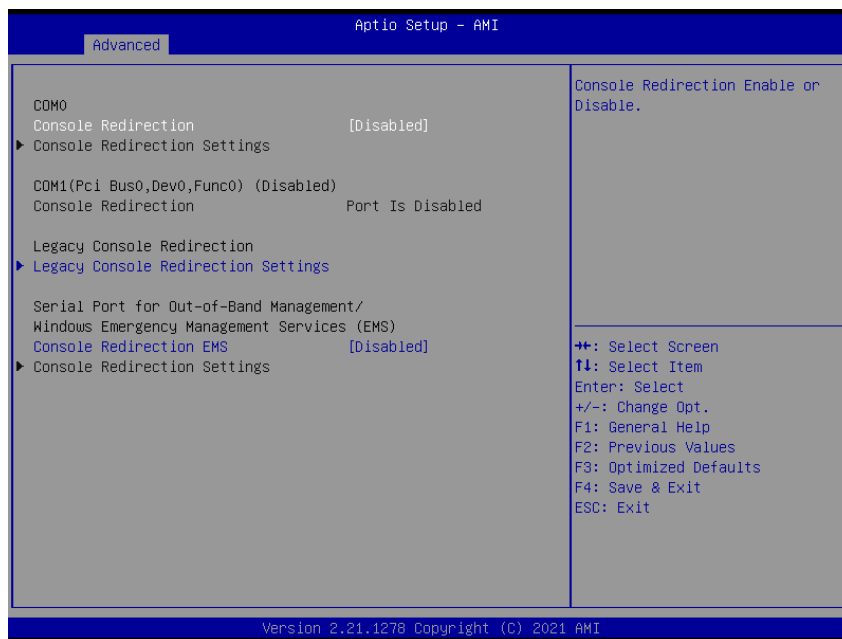 Aptio Setup – AMI
Advanced
COM0
Console Redirection [Disabled]
Console Redirection Settings
COM1(Pci Bus0,Dev0,Func0) (Disabled)
Console Redirection Port Is Disabled
Legacy Console Redirection
Legacy Console Redirection Settings
Serial Port for Out-of-Band Management/
Windows Emergency Management Services (EMS)
Console Redirection EMS [Disabled]
Console Redirection Settings
Console Redirection Enable or
Disable.
→←: Select Screen
↑↓: Select Item
Enter: Select
+/-: Change Opt.
F1: General Help
F2: Previous Values
F3: Optimized Defaults
F4: Save & Exit
ESC: Exit
Version 2.21.1278 Copyright (C) 2021 AMI